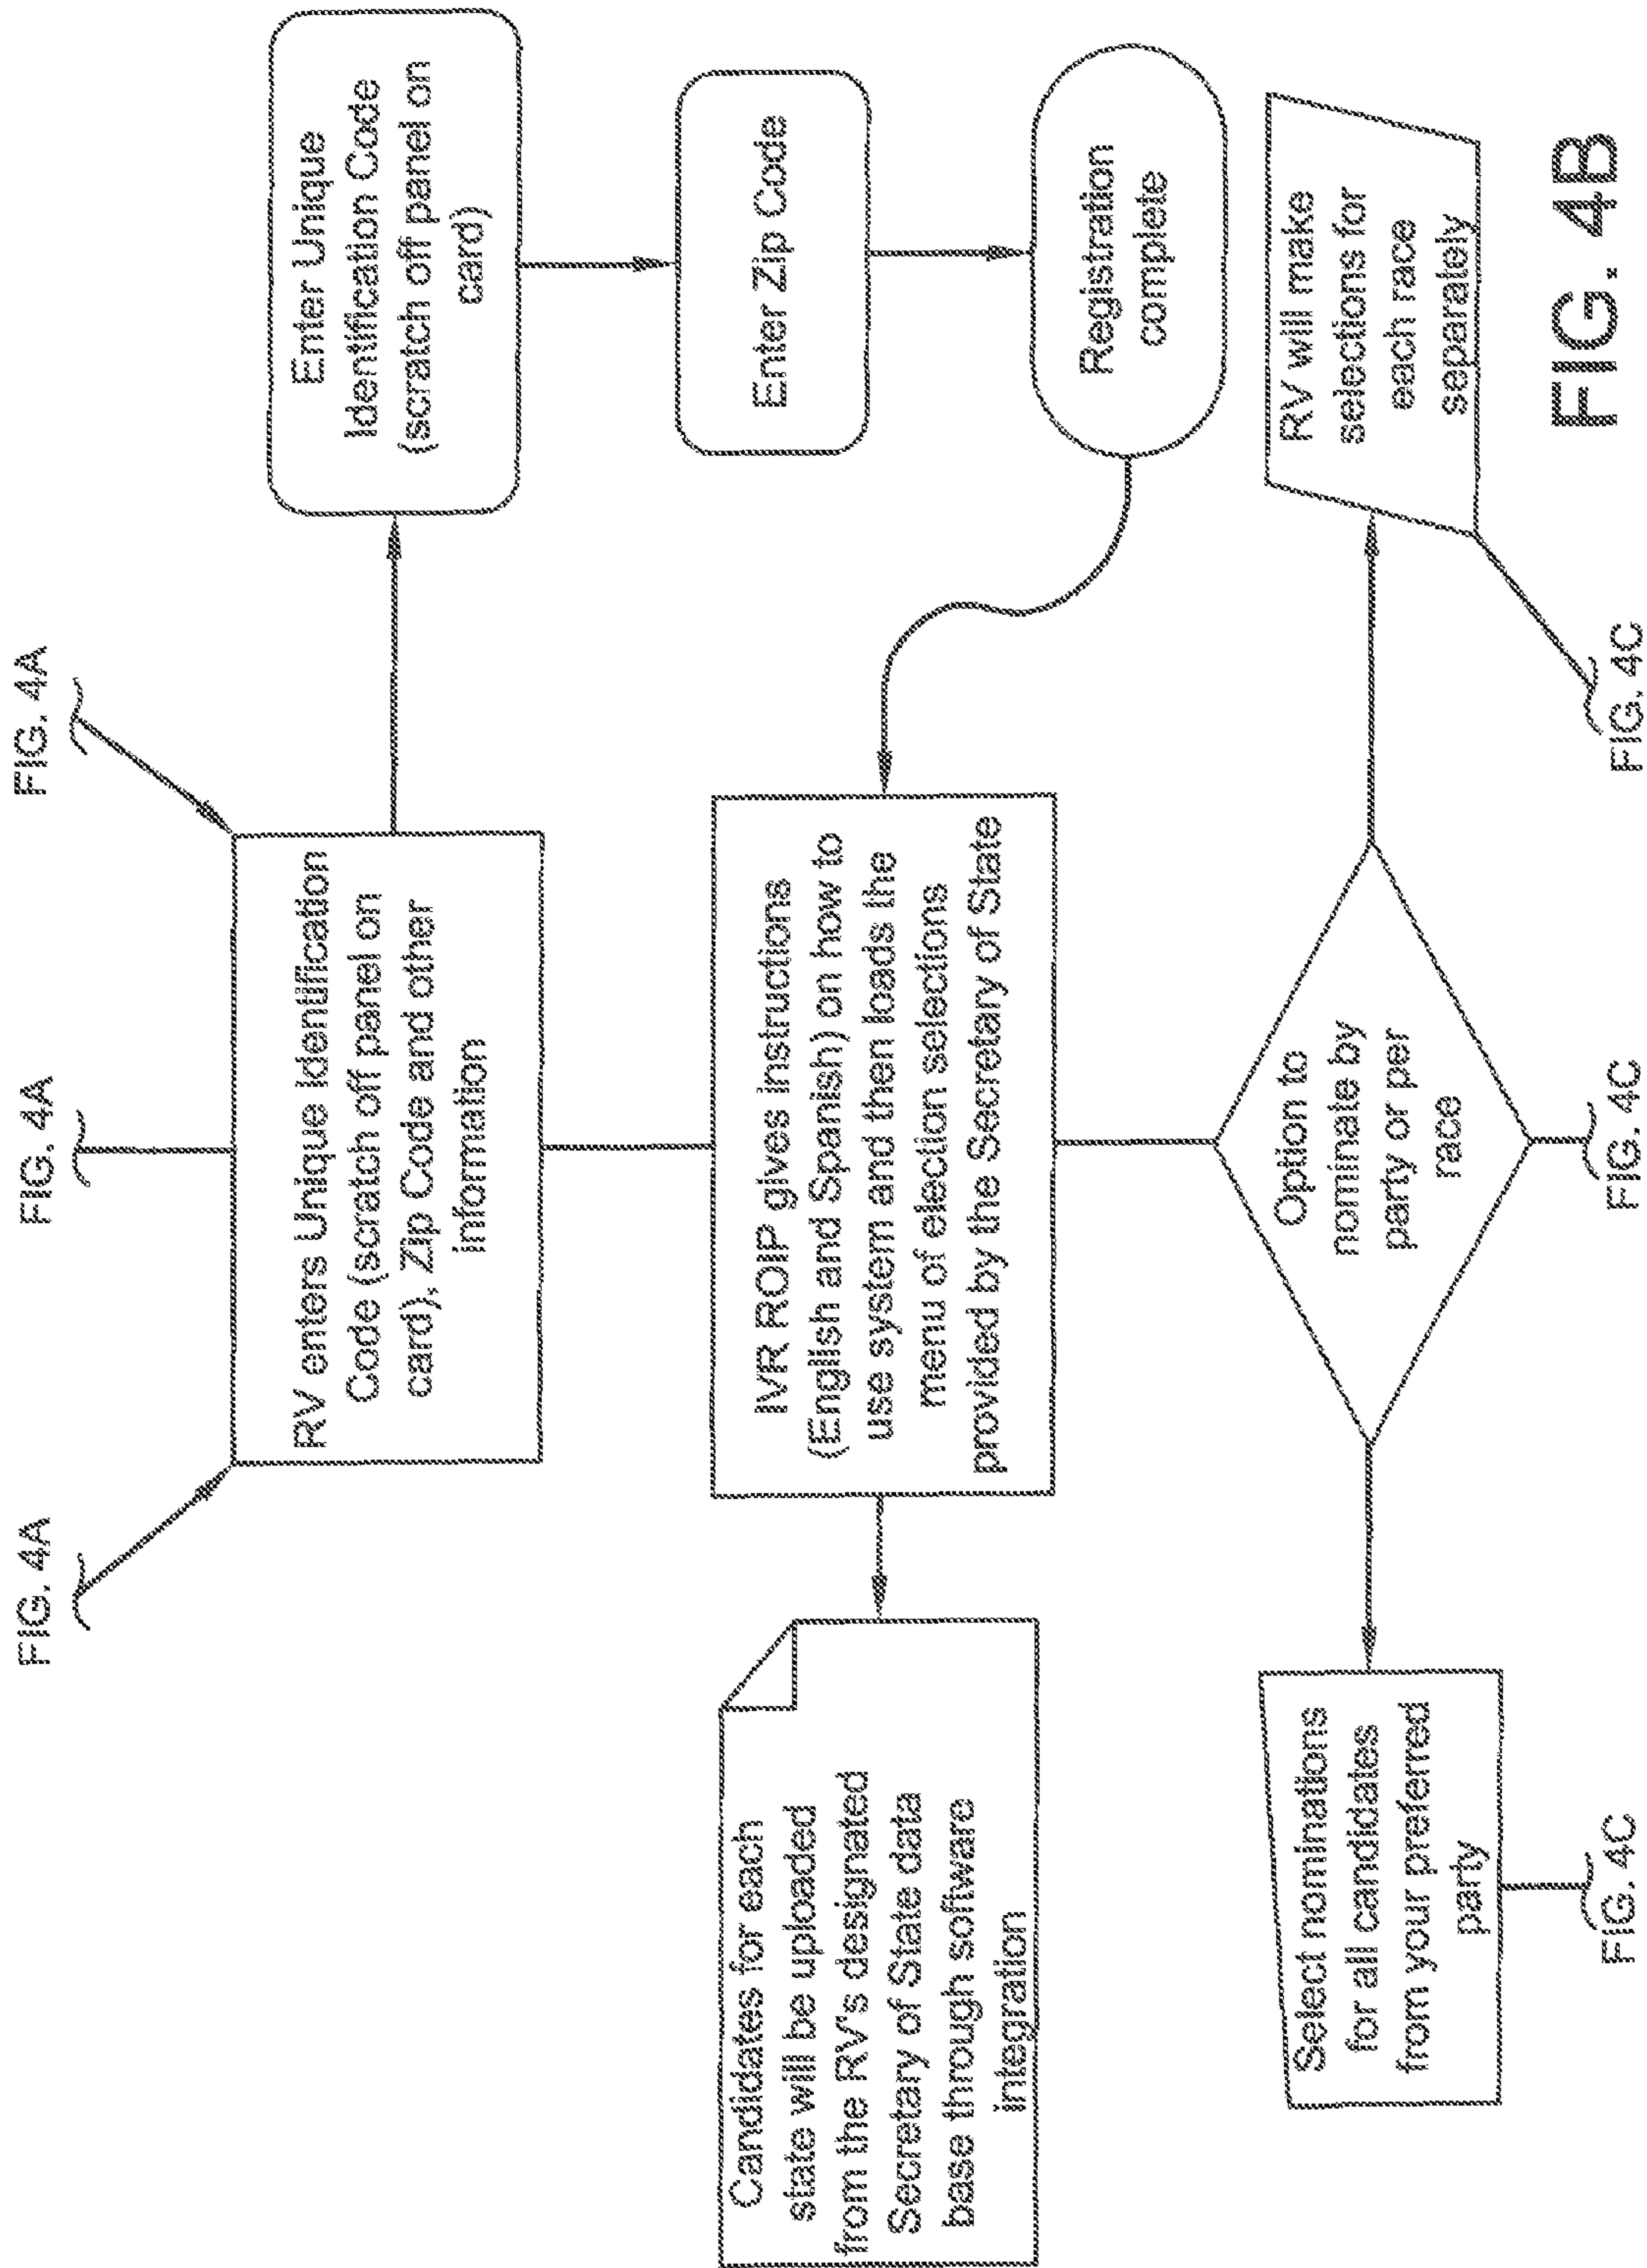 FIG. 4A
FIG. 4A
FIG. 4A
RV enters Unique Identification
Code (scratch off panel on
card), Zip Code and other
information
Enter Unique
Identification Code
(scratch off panel on
card)
Enter Zip Code
Registration
complete
Candidates for each
state will be uploaded
from the RV's designated
Secretary of State data
base through software
integration
IVR ROIP gives instructions
(English and Spanish) on how to
use system and then loads the
menu of election selections
provided by the Secretary of State
Select nominations
for all candidates
from your preferred
party
Option to
nominate by
party or per
race
RV will make
selections for
each race
separately
FIG. 4C
FIG. 4C
FIG. 4C
FIG. 4B